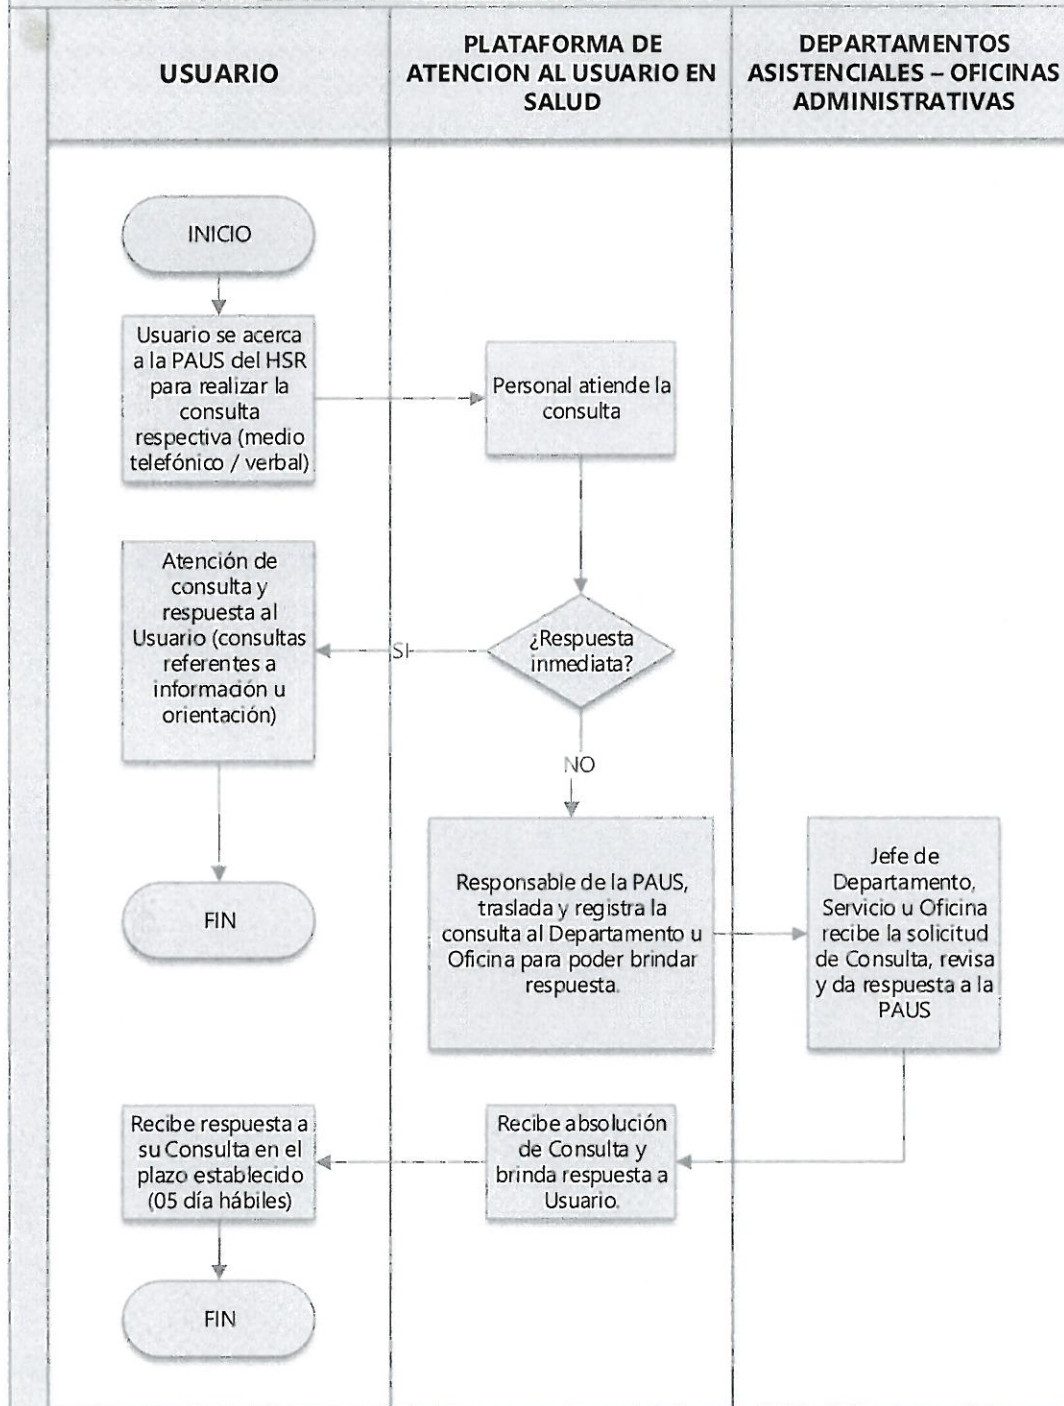 USUARIO
PLATAFORMA DE
ATENCION AL USUARIO EN
SALUD
DEPARTAMENTOS
ASISTENCIALES – OFICINAS
ADMINISTRATIVAS
INICIO
Usuario se acerca
a la PAUS del HSR
para realizar la
consulta
respectiva (medio
telefónico / verbal)
Personal atiende la
consulta
¿Respuesta
inmediata?
SI
Atención de
consulta y
respuesta al
Usuario (consultas
referentes a
información u
orientación)
FIN
NO
Responsable de la PAUS,
traslada y registra la
consulta al Departamento u
Oficina para poder brindar
respuesta.
Jefe de
Departamento,
Servicio u Oficina
recibe la solicitud
de Consulta, revisa
y da respuesta a la
PAUS
Recibe absolución
de Consulta y
brinda respuesta a
Usuario.
Recibe respuesta a
su Consulta en el
plazo establecido
(05 día hábiles)
FIN